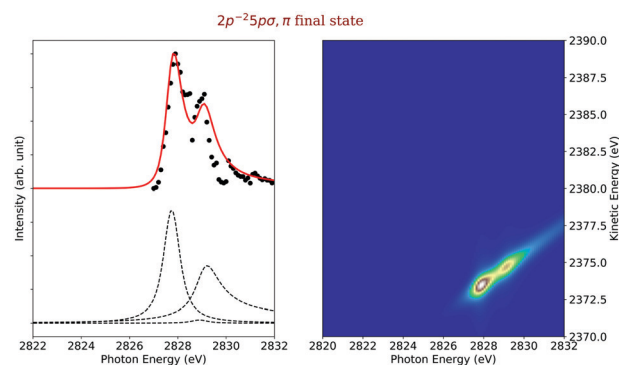 2p⁻²5pσ, π final state
Intensity (arb. unit)
2822 2824 2826 2828 2830 2832
Photon Energy (eV)
2390.0
2387.5
2385.0
2382.5
2380.0
2377.5
2375.0
2372.5
2370.0
Kinetic Energy (eV)
2820 2822 2824 2826 2828 2830 2832
Photon Energy (eV)